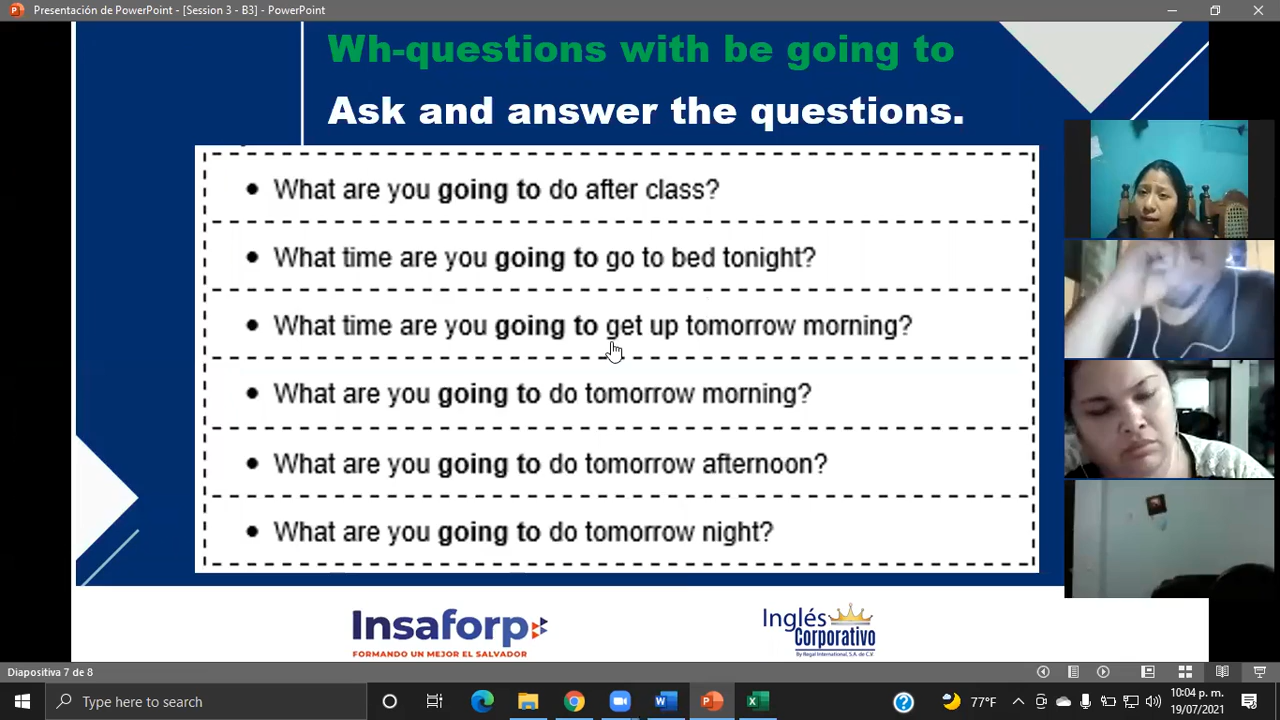 Presentación de PowerPoint - [Session 3 - B3] - PowerPoint
Wh-questions with be going to
Ask and answer the questions.
• What are you going to do after class?
• What time are you going to go to bed tonight?
• What time are you going to get up tomorrow morning?
• What are you going to do tomorrow morning?
• What are you going to do tomorrow afternoon?
• What are you going to do tomorrow night?
Insaforp
FORMANDO UN MEJOR EL SALVADOR
Inglés
Corporativo
By Regal International, S.A. de C.V
Diapositiva 7 de 8
Type here to search
77°F
10:04 p. m.
19/07/2021